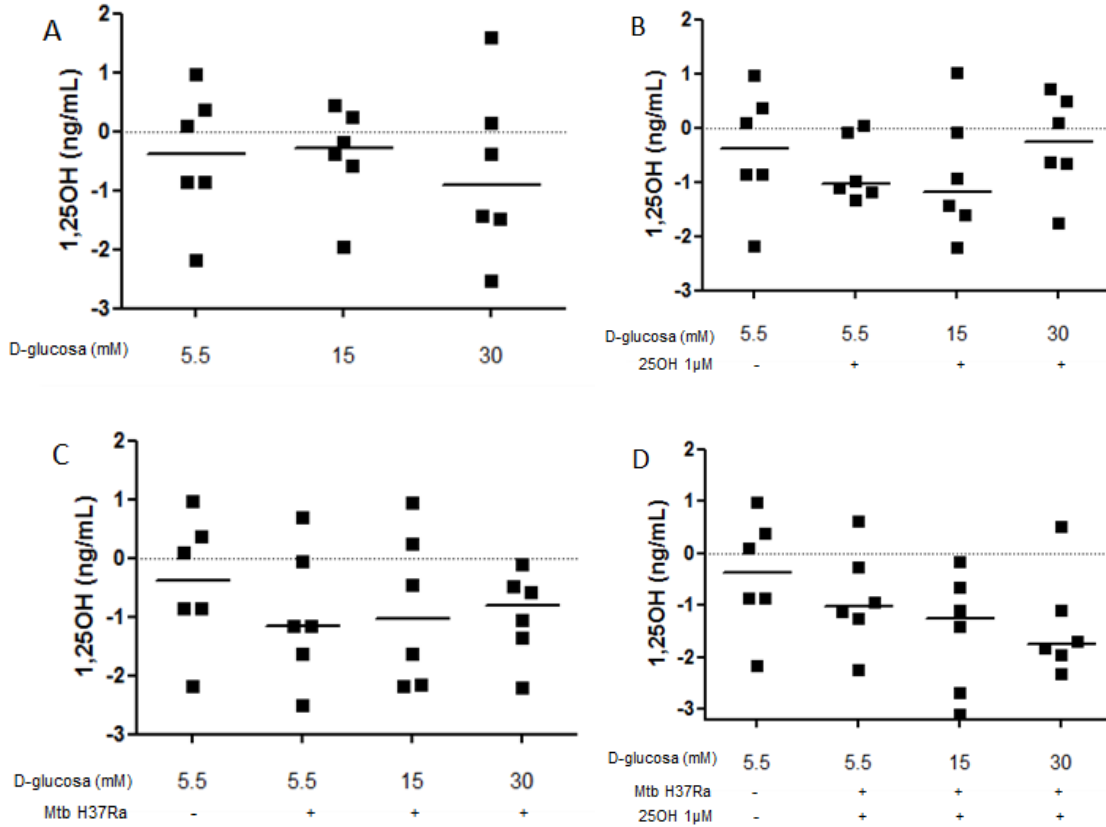 A
1,25OH (ng/mL)
2
1
0
-1
-2
-3
D-glucosa (mM)
5.5 15 30
B
1,25OH (ng/mL)
2
1
0
-1
-2
-3
D-glucosa (mM)
5.5 5.5 15 30
25OH 1µM
- + + +
C
1,25OH (ng/mL)
2
1
0
-1
-2
-3
D-glucosa (mM)
5.5 5.5 15 30
Mtb H37Ra
- + + +
D
1,25OH (ng/mL)
2
1
0
-1
-2
-3
D-glucosa (mM)
5.5 5.5 15 30
Mtb H37Ra
- + + +
25OH 1µM
- + + +